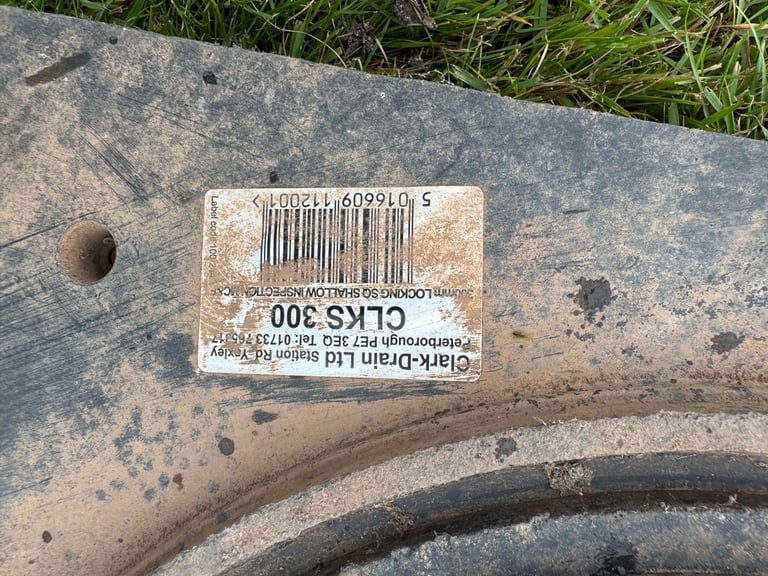 Clark-Drain Ltd Station Rd Yaxley
Peterborough PE7 3EQ Tel: 01733
CLKS 300
300mm LOCKING SQ SHALLOW INSPECTION
5 016609 112001 >
Label code